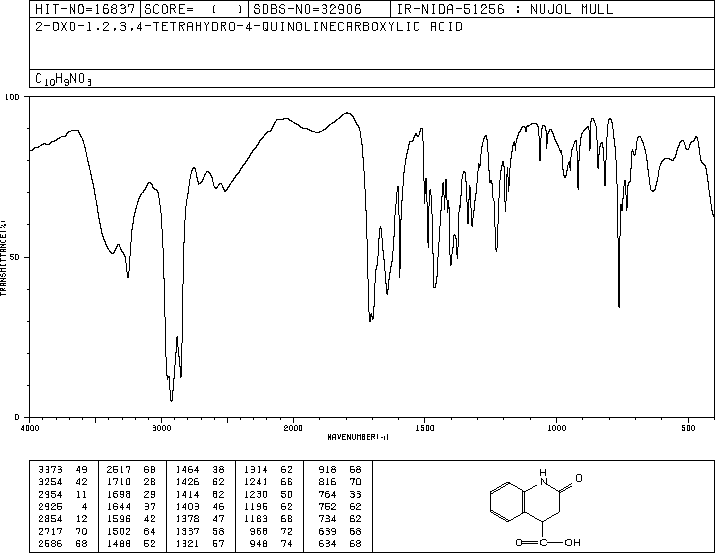 HIT-NO=16837 SCORE= ( ) SDBS-NO=32906 IR-NIDA-51256 : NUJOL MULL
2-OXO-1,2,3,4-TETRAHYDRO-4-QUINOLINECARBOXYLIC ACID
C10H9NO3
100
50
0
TRANSMITTANCE(%)
4000 3000 2000 1500 1000 500
WAVENUMBER(-1)
3373 49 2517 68 1464 38 1314 62 918 68
3254 42 1710 28 1426 62 1241 66 816 70
2954 11 1698 29 1414 62 1230 50 764 33
2925 4 1644 37 1403 46 1196 62 752 62
2854 12 1596 42 1378 47 1183 68 734 62
2717 70 1502 64 1337 58 968 72 639 68
2586 68 1488 52 1321 57 948 74 634 68
H
N
O
O
C
OH